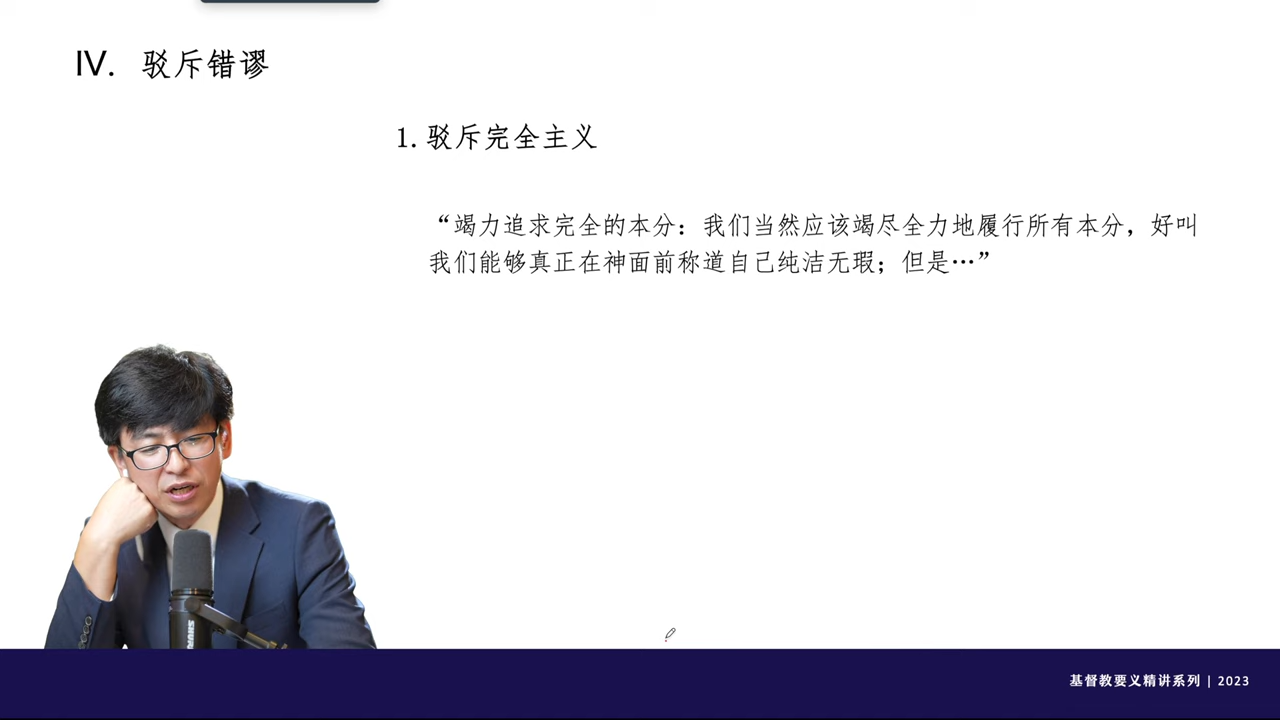 IV. 驳斥错谬
1. 驳斥完全主义
“竭力追求完全的本分：我们当然应该竭尽全力地履行所有本分，好叫
我们能够真正在神面前称道自己纯洁无瑕；但是…”
SHURE
基督教要义精讲系列 | 2023